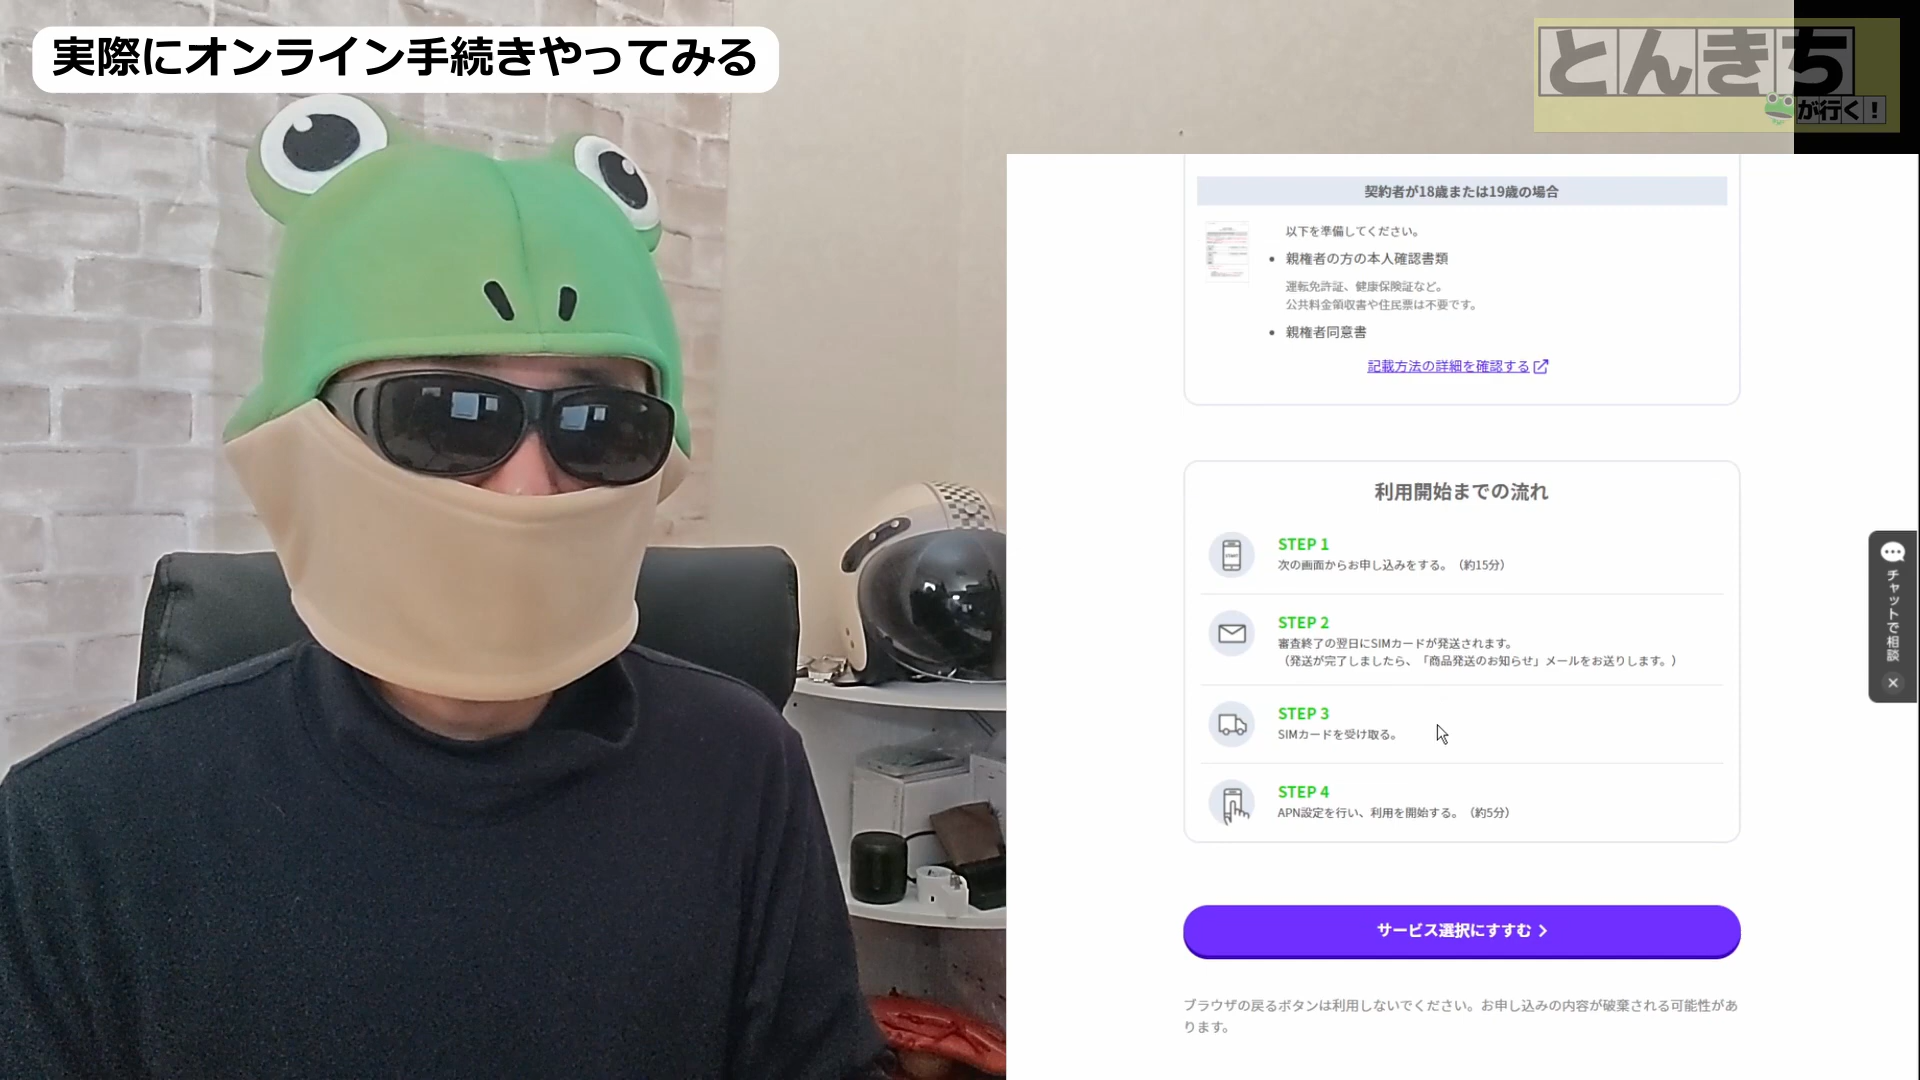 実際にオンライン手続きやってみる
とんきち
が行く！
契約者が18歳または19歳の場合
以下を準備してください。
親権者の方の本人確認書類
運転免許証、健康保険証など。
公共料金領収書や住民票は不要です。
親権者同意書
記載方法の詳細を確認する
利用開始までの流れ
STEP 1
次の画面からお申し込みをする。（約15分）
STEP 2
審査終了の翌日にSIMカードが発送されます。
（発送が完了しましたら、「商品発送のお知らせ」メールをお送りします。）
STEP 3
SIMカードを受け取る。
STEP 4
APN設定を行い、利用を開始する。（約5分）
サービス選択にすすむ
ブラウザの戻るボタンは利用しないでください。お申し込みの内容が破棄される可能性があ
ります。
チャットで相談